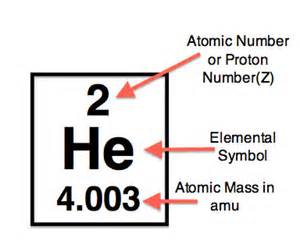 Atomic Number
or Proton
Number(Z)
2
He
Elemental
Symbol
4.003
Atomic Mass in
amu